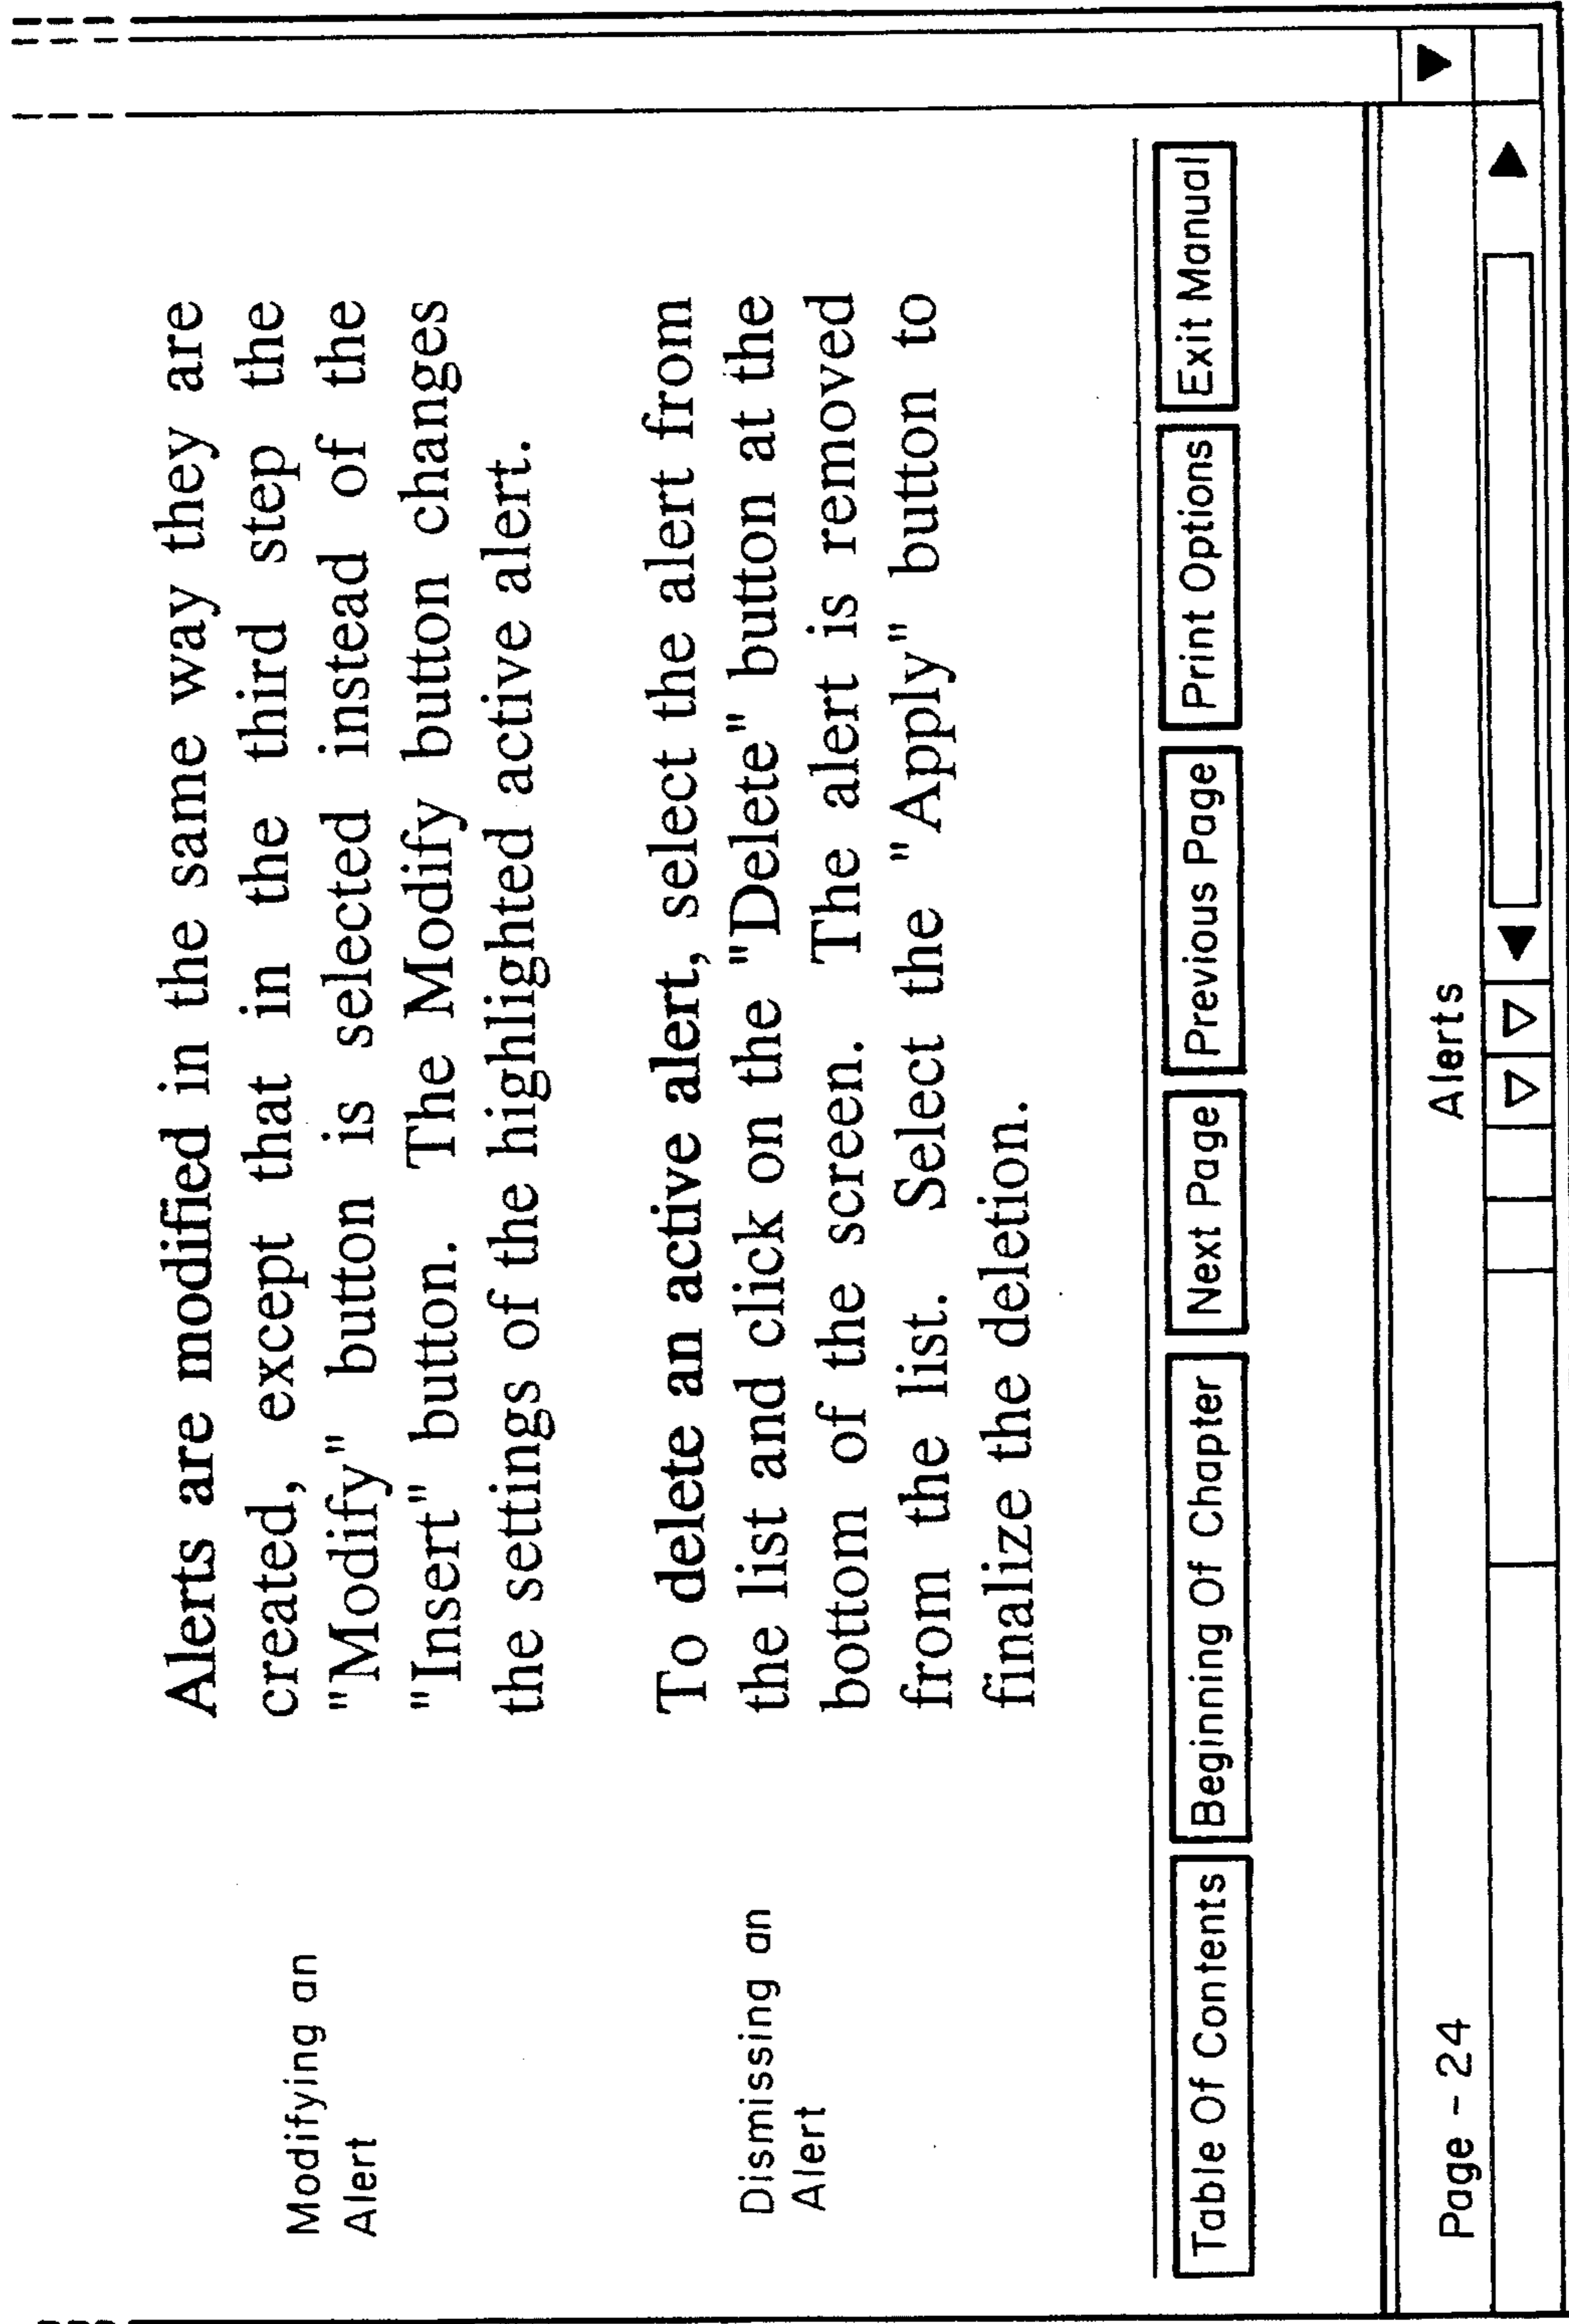 Modifying an
Alert
Alerts are modified in the same way they are
created, except that in the third step the
"Modify" button is selected instead of the
"Insert" button. The Modify button changes
the settings of the highlighted active alert.
Dismissing an
Alert
To delete an active alert, select the alert from
the list and click on the "Delete" button at the
bottom of the screen. The alert is removed
from the list. Select the "Apply" button to
finalize the deletion.
Table Of Contents Beginning Of Chapter Next Page Previous Page Print Options Exit Manual
Page - 24 Alerts